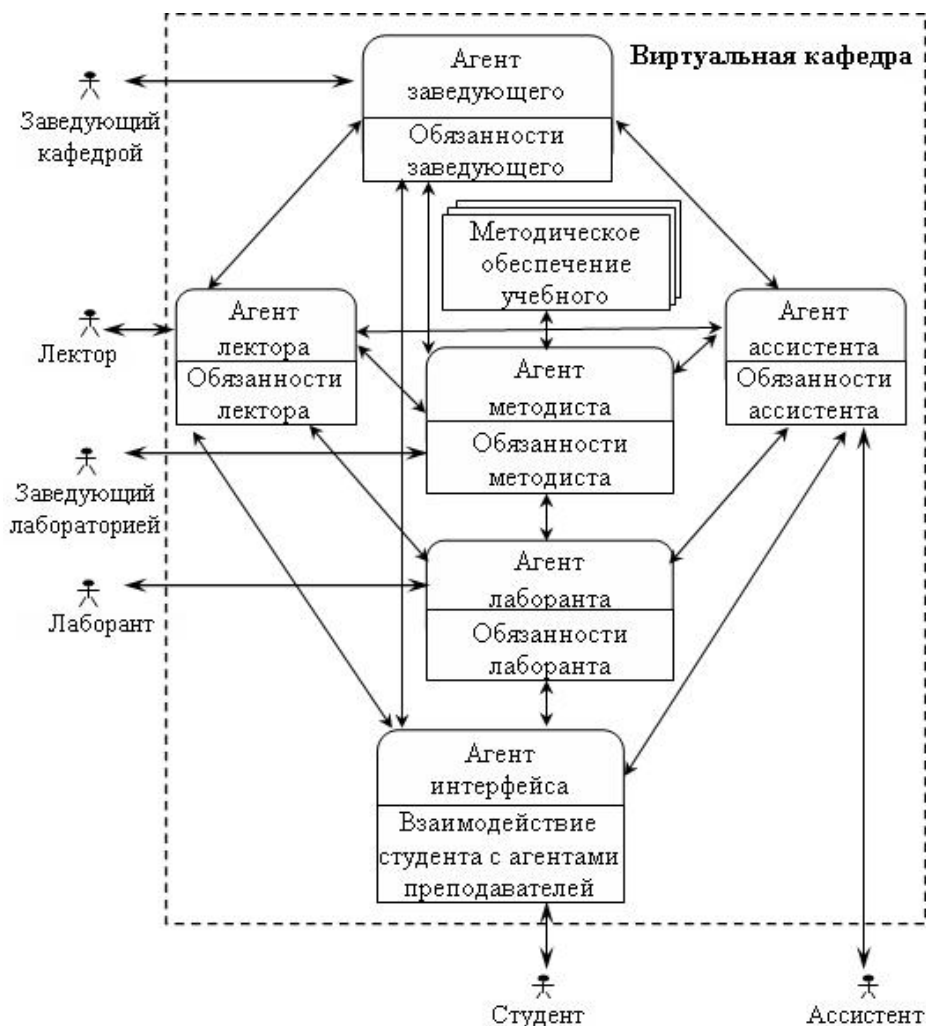 Агент
заведующего
Обязанности
заведующего
Виртуальная кафедра
Заведующий
кафедрой
Методическое
обеспечение
учебного
Агент
лектора
Обязанности
лектора
Лектор
Агент
ассистента
Обязанности
ассистента
Агент
методиста
Обязанности
методиста
Заведующий
лабораторией
Агент
лаборанта
Обязанности
лаборанта
Лаборант
Агент
интерфейса
Взаимодействие
студента с агентами
преподавателей
Студент
Ассистент